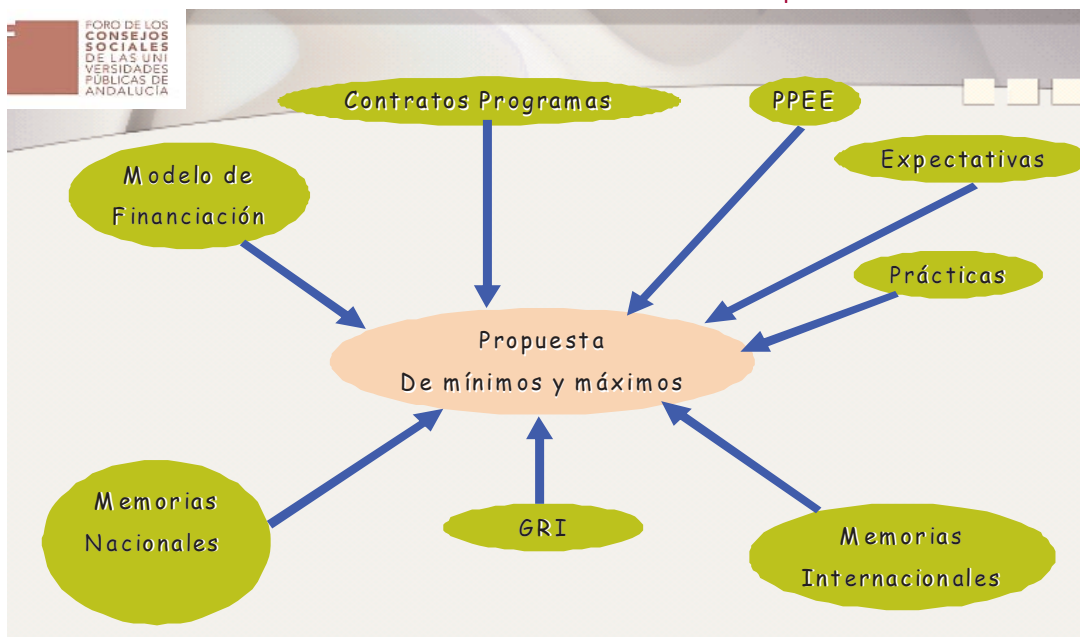 FORO DE LOS
CONSEJOS
SOCIALES
DE LAS UNI
VERSIDADES
PÚBLICAS DE
ANDALUCÍA
Contratos Programas
PPEE
Expectativas
Modelo de
Financiación
Prácticas
Propuesta
De mínimos y máximos
Memorias
Nacionales
GRI
Memorias
Internacionales